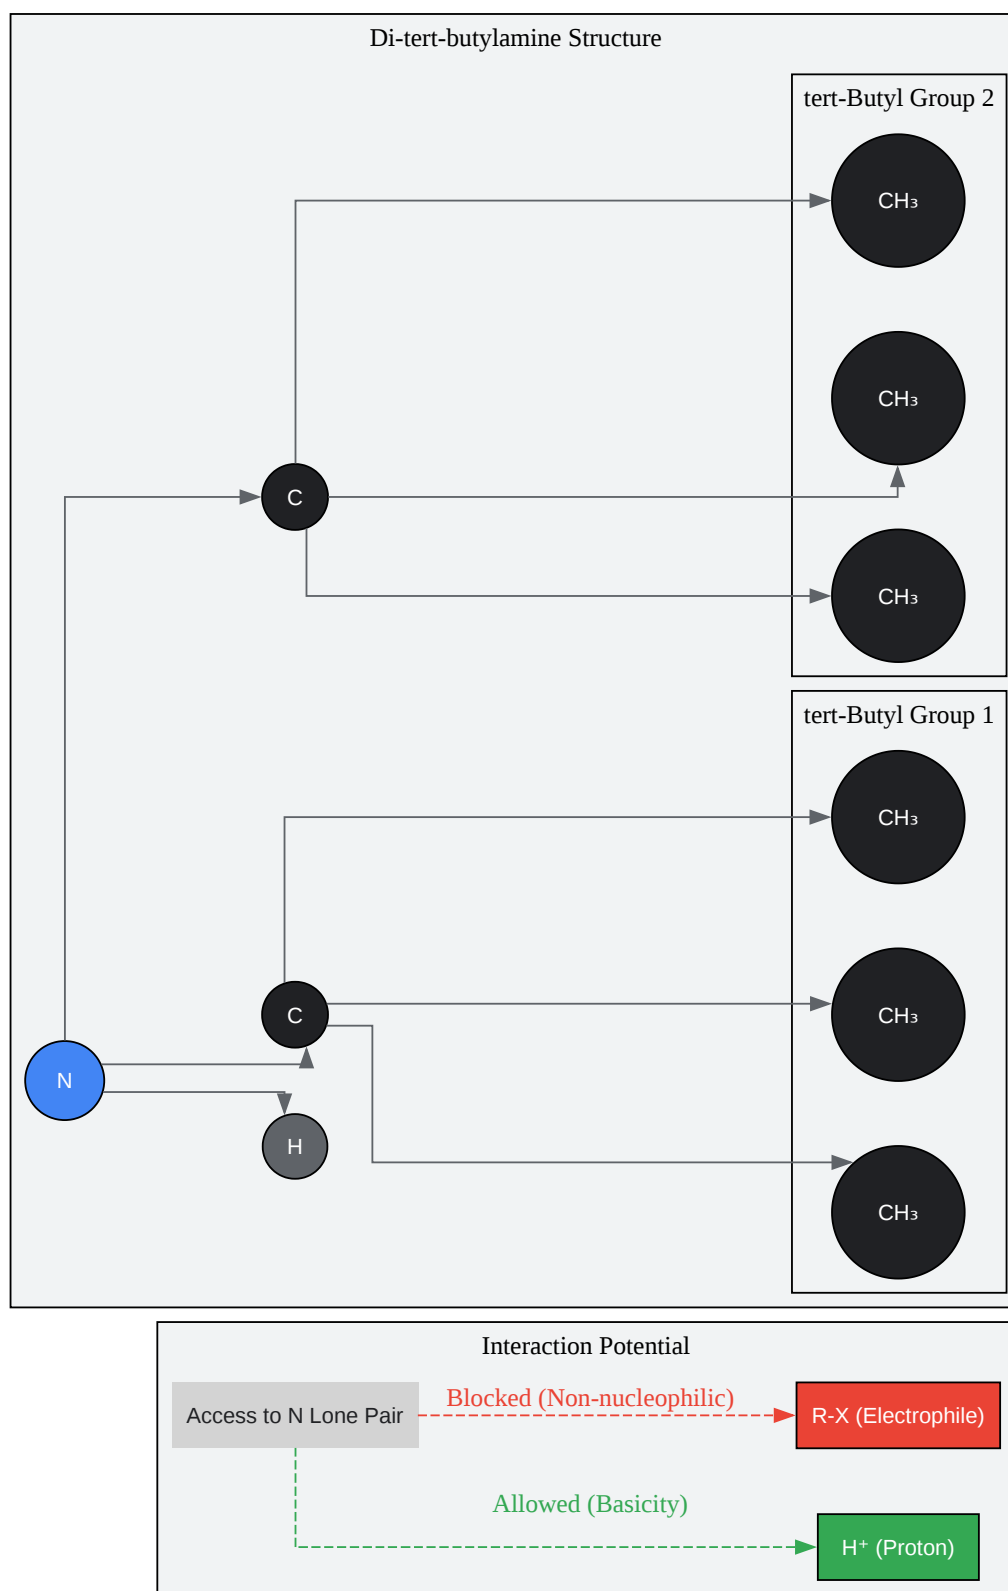 Di-tert-butylamine Structure
tert-Butyl Group 2
CH₃
CH₃
C
CH₃
tert-Butyl Group 1
CH₃
C
CH₃
N
H
CH₃
Interaction Potential
Access to N Lone Pair
Blocked (Non-nucleophilic)
R-X (Electrophile)
Allowed (Basicity)
H⁺ (Proton)